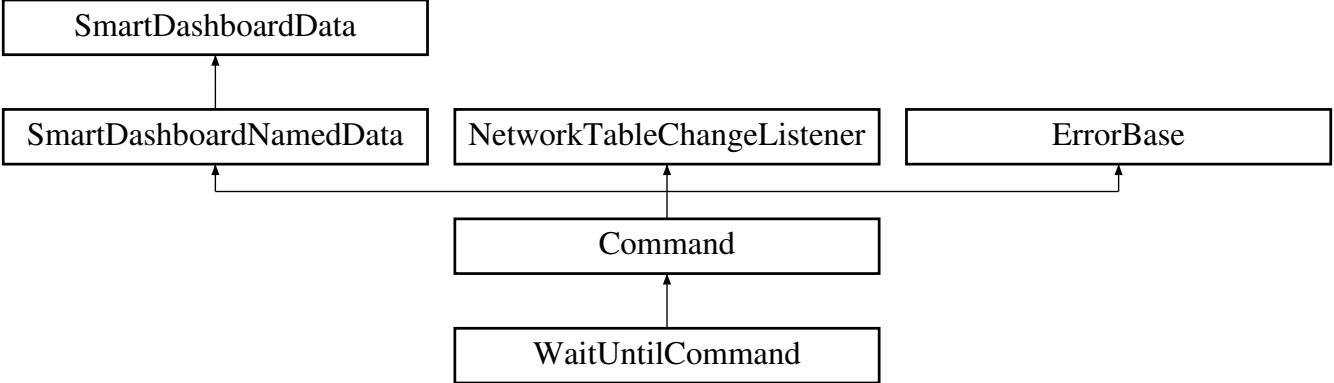 SmartDashboardData
SmartDashboardNamedData
NetworkTableChangeListener
ErrorBase
Command
WaitUntilCommand